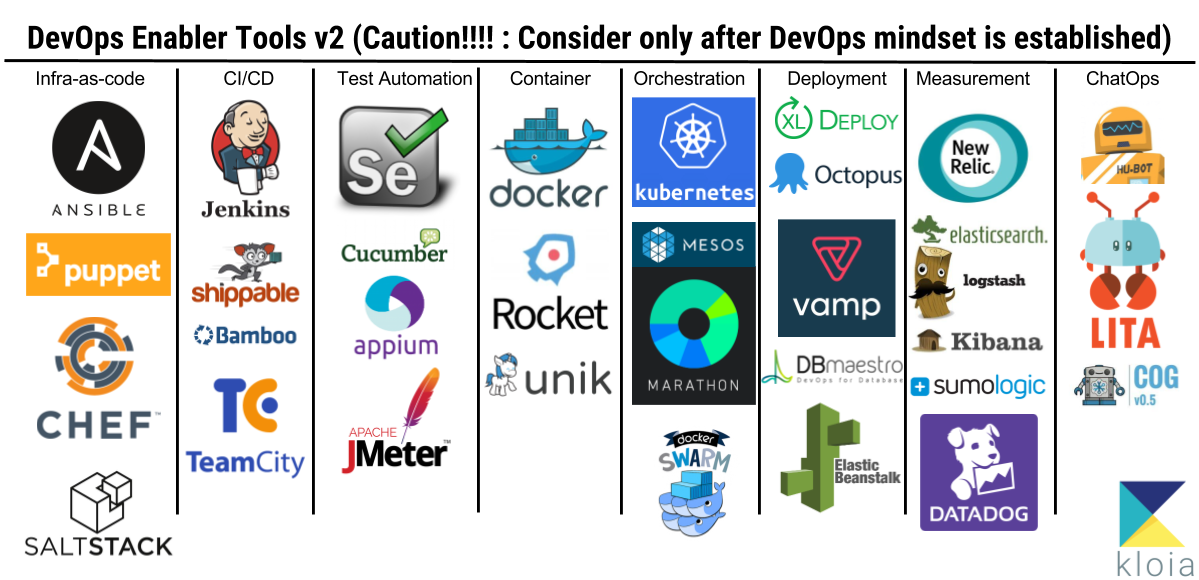 DevOps Enabler Tools v2 (Caution!!!! : Consider only after DevOps mindset is established)
Infra-as-code
ANSIBLE
puppet
CHEF™
SALTSTACK
CI/CD
Jenkins
shippable
Bamboo
TC
TeamCity
Test Automation
Se
Cucumber
appium
APACHE
JMeter™
Container
docker
Rocket
unik
Orchestration
kubernetes
MESOS
MARATHON
docker
SWARM
Deployment
XL DEPLOY
Octopus
vamp
DBmaestro
DevOps for Database
Elastic
Beanstalk
Measurement
New
Relic.
elasticsearch.
logstash
Kibana
sumologic
DATADOG
ChatOps
HU-BOT
LITA
COG
v0.5
kloia